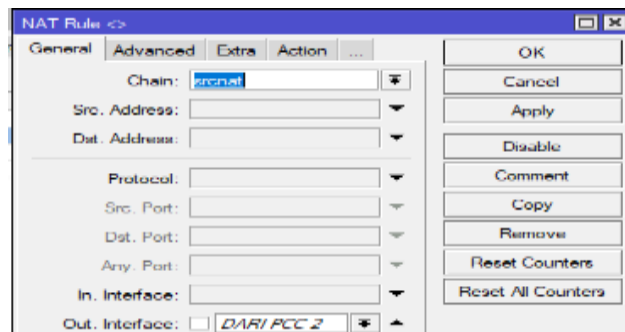 NAT Rule <>
General Advanced Extra Action ...
OK
Chain: srcnat
Cancel
Src. Address:
Apply
Dst. Address:
Disable
Protocol:
Comment
Src. Port:
Copy
Dst. Port:
Remove
Any. Port:
Reset Counters
In. Interface:
Reset All Counters
Out. Interface: DARI PCC 2